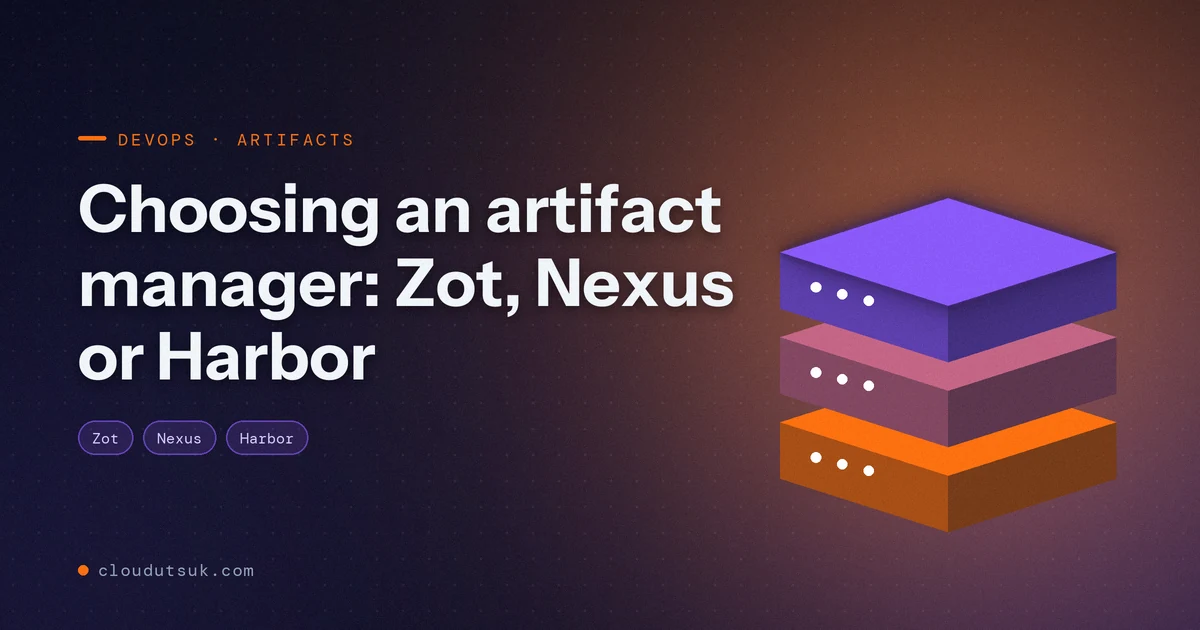 DEVOPS · ARTIFACTS
Choosing an artifact
manager: Zot, Nexus
or Harbor
Zot Nexus Harbor
cloudutsuk.com